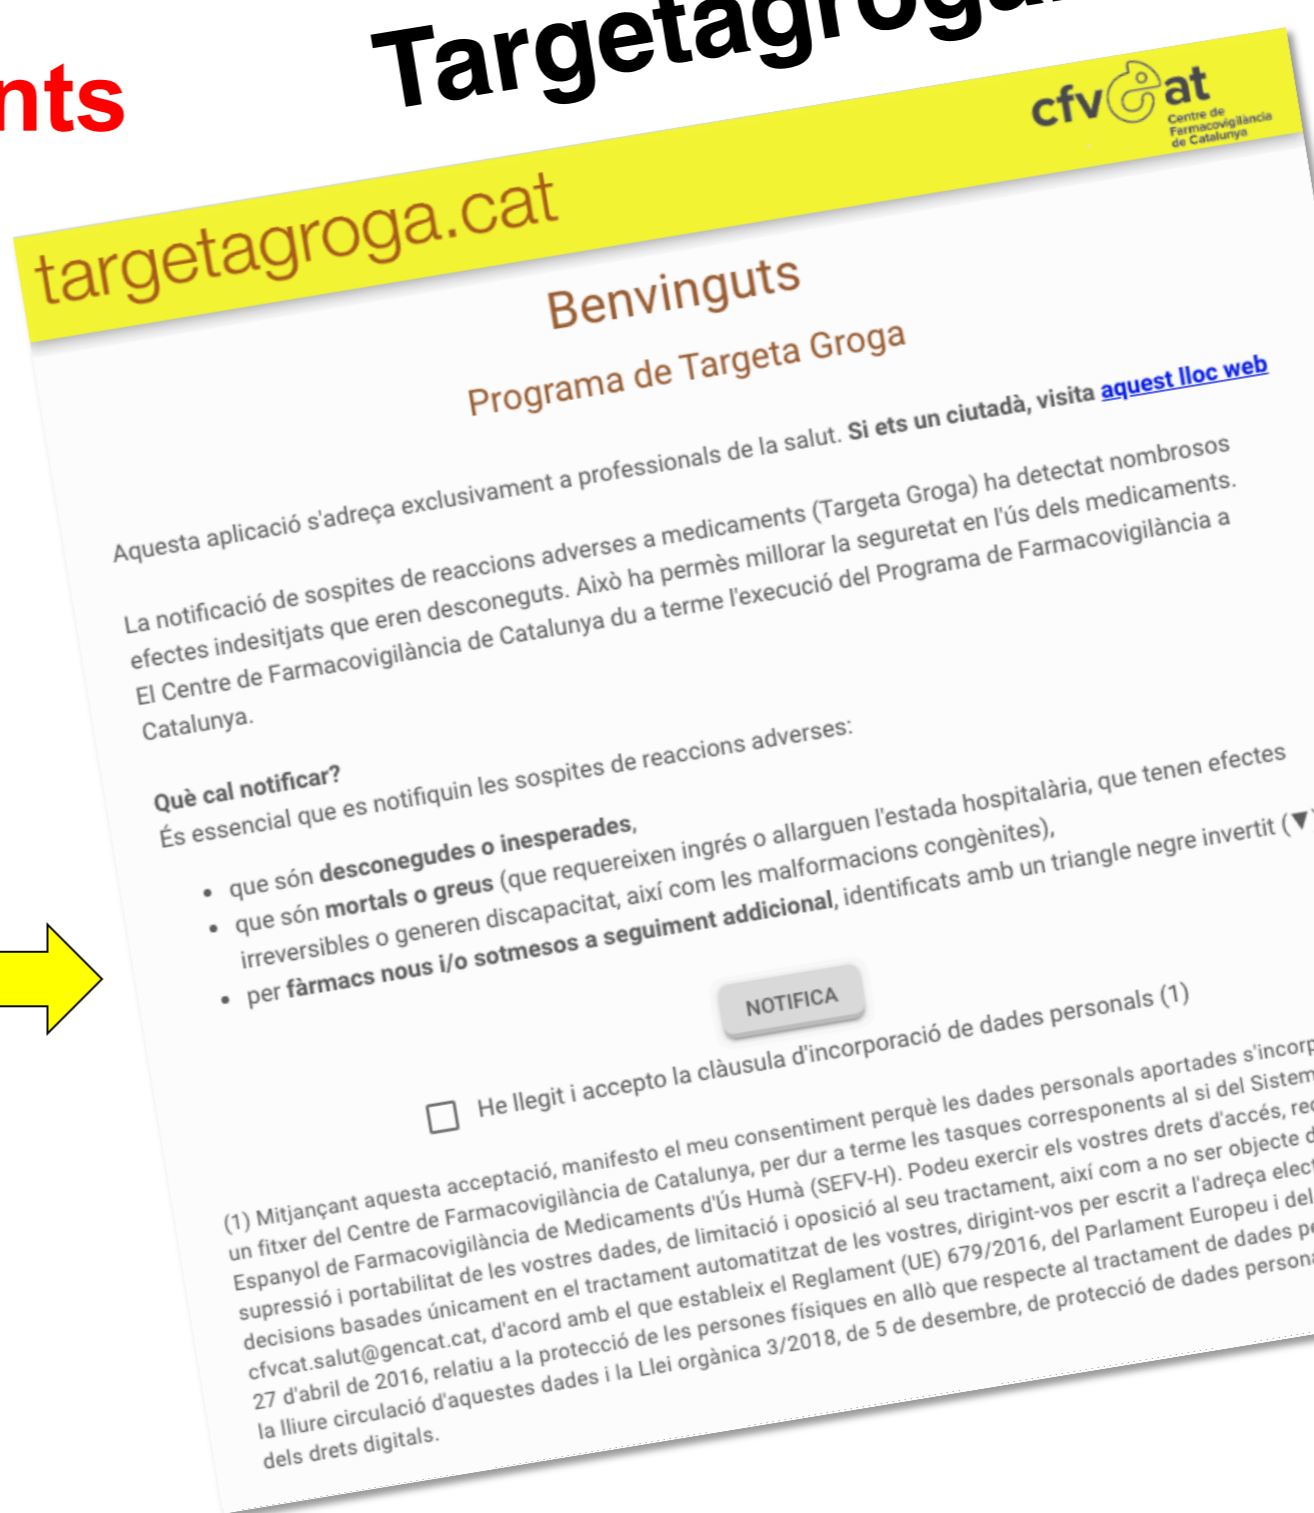 nts
Targetagroga.
targetagroga.cat
cfvcat
Centre de
Farmacovigilància
de Catalunya
Benvinguts
Programa de Targeta Groga
Aquesta aplicació s'adreça exclusivament a professionals de la salut. Si ets un ciutadà, visita aquest lloc web
La notificació de sospites de reaccions adverses a medicaments (Targeta Groga) ha detectat nombrosos
efectes indesitjats que eren desconeguts. Això ha permès millorar la seguretat en l'ús dels medicaments.
El Centre de Farmacovigilància de Catalunya du a terme l'execució del Programa de Farmacovigilància a
Catalunya.
Què cal notificar?
És essencial que es notifiquin les sospites de reaccions adverses:
• que són desconegudes o inesperades,
• que són mortals o greus (que requereixen ingrés o allarguen l'estada hospitalària, que tenen efectes
irreversibles o generen discapacitat, així com les malformacions congènites),
• per fàrmacs nous i/o sotmesos a seguiment addicional, identificats amb un triangle negre invertit (▼)
NOTIFICA
He llegit i accepto la clàusula d'incorporació de dades personals (1)
(1) Mitjançant aquesta acceptació, manifesto el meu consentiment perquè les dades personals aportades s'incorp
un fitxer del Centre de Farmacovigilància de Catalunya, per dur a terme les tasques corresponents al si del Sistem
Espanyol de Farmacovigilància de Medicaments d'Ús Humà (SEFV-H). Podeu exercir els vostres drets d'accés, rec
supressió i portabilitat de les vostres dades, de limitació i oposició al seu tractament, així com a no ser objecte d
decisions basades únicament en el tractament automatitzat de les vostres, dirigint-vos per escrit a l'adreça elect
cfvcat.salut@gencat.cat, d'acord amb el que estableix el Reglament (UE) 679/2016, del Parlament Europeu i del
27 d'abril de 2016, relatiu a la protecció de les persones físiques en allò que respecte al tractament de dades pe
la lliure circulació d'aquestes dades i la Llei orgànica 3/2018, de 5 de desembre, de protecció de dades persona
dels drets digitals.